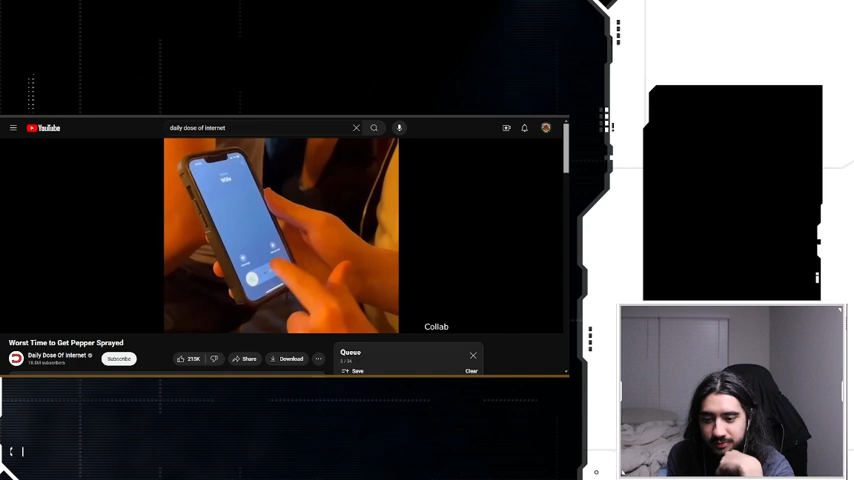 YouTube
daily dose of internet
Collab
Worst Time to Get Pepper Sprayed
Daily Dose Of Internet
Subscribe
215K
Share
Download
Queue
Save
Clear